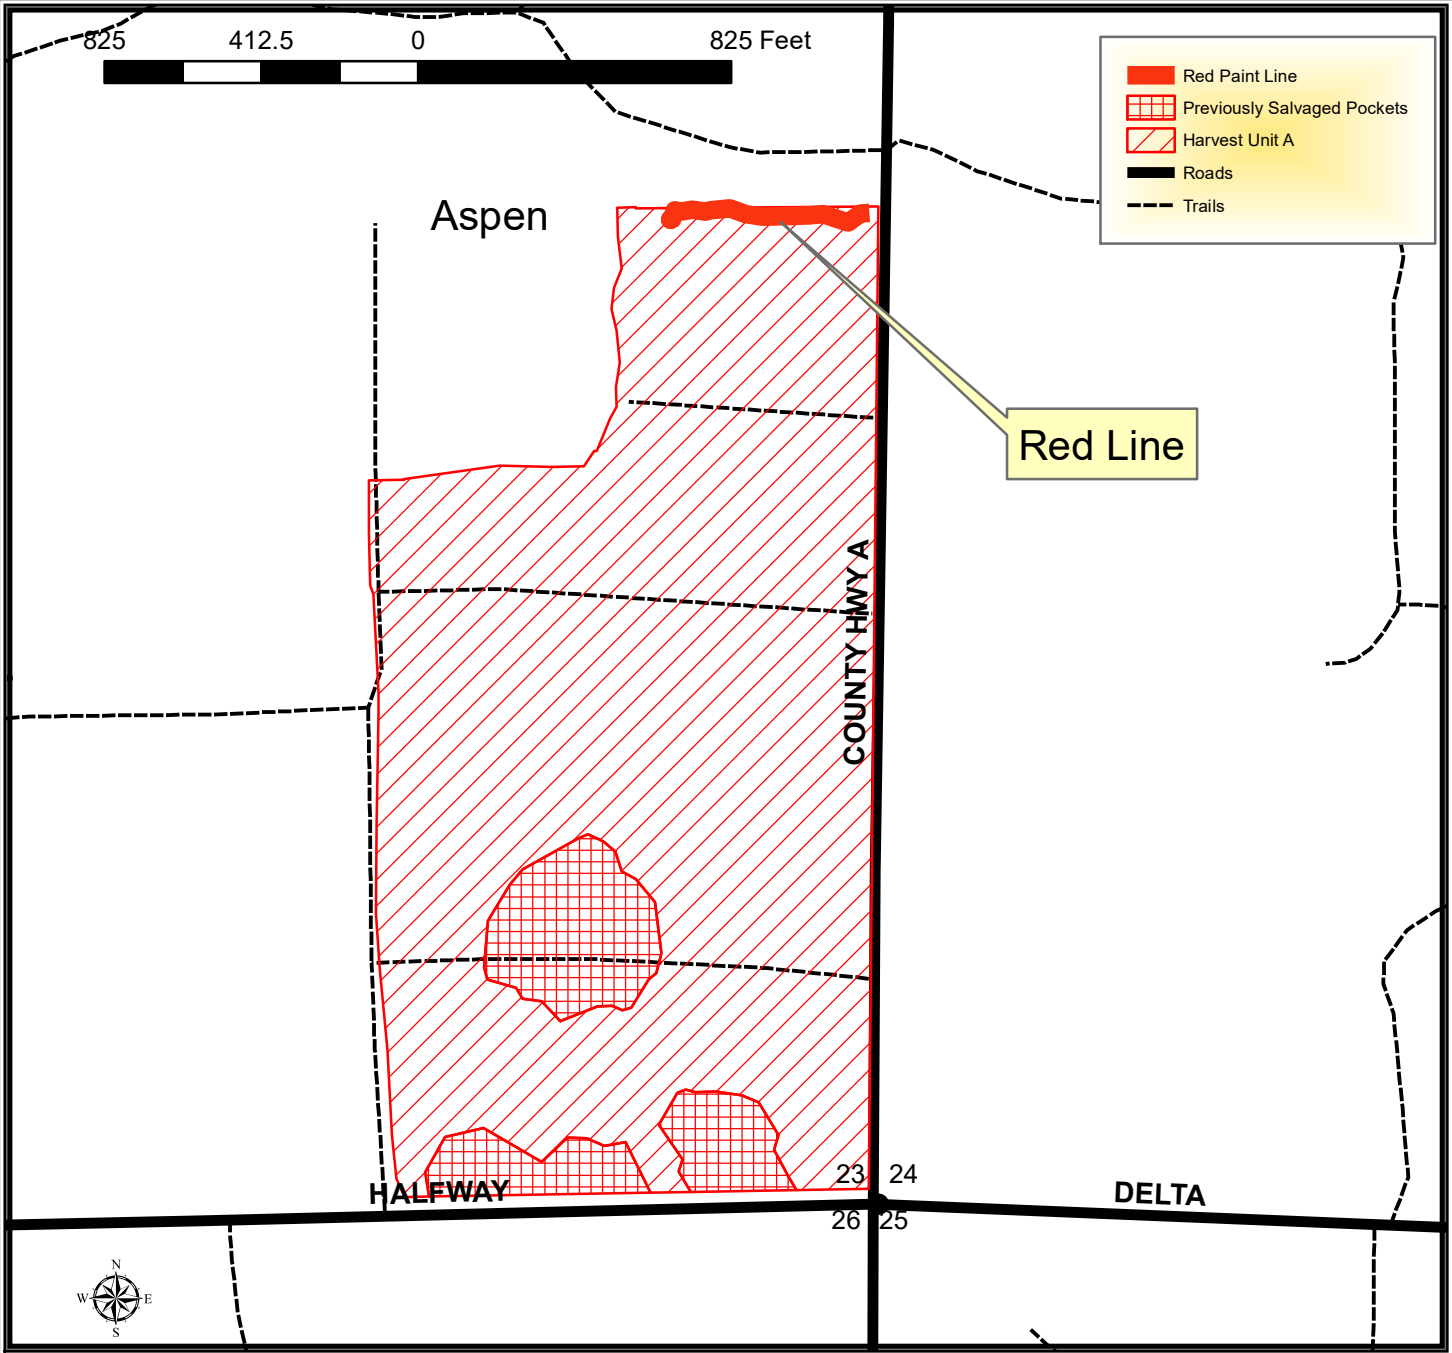 825 412.5 0 825 Feet
Red Paint Line
Previously Salvaged Pockets
Harvest Unit A
Roads
Trails
Aspen
Red Line
COUNTY HWY A
23 24
HALFWAY
DELTA
26 25
N
W E
S